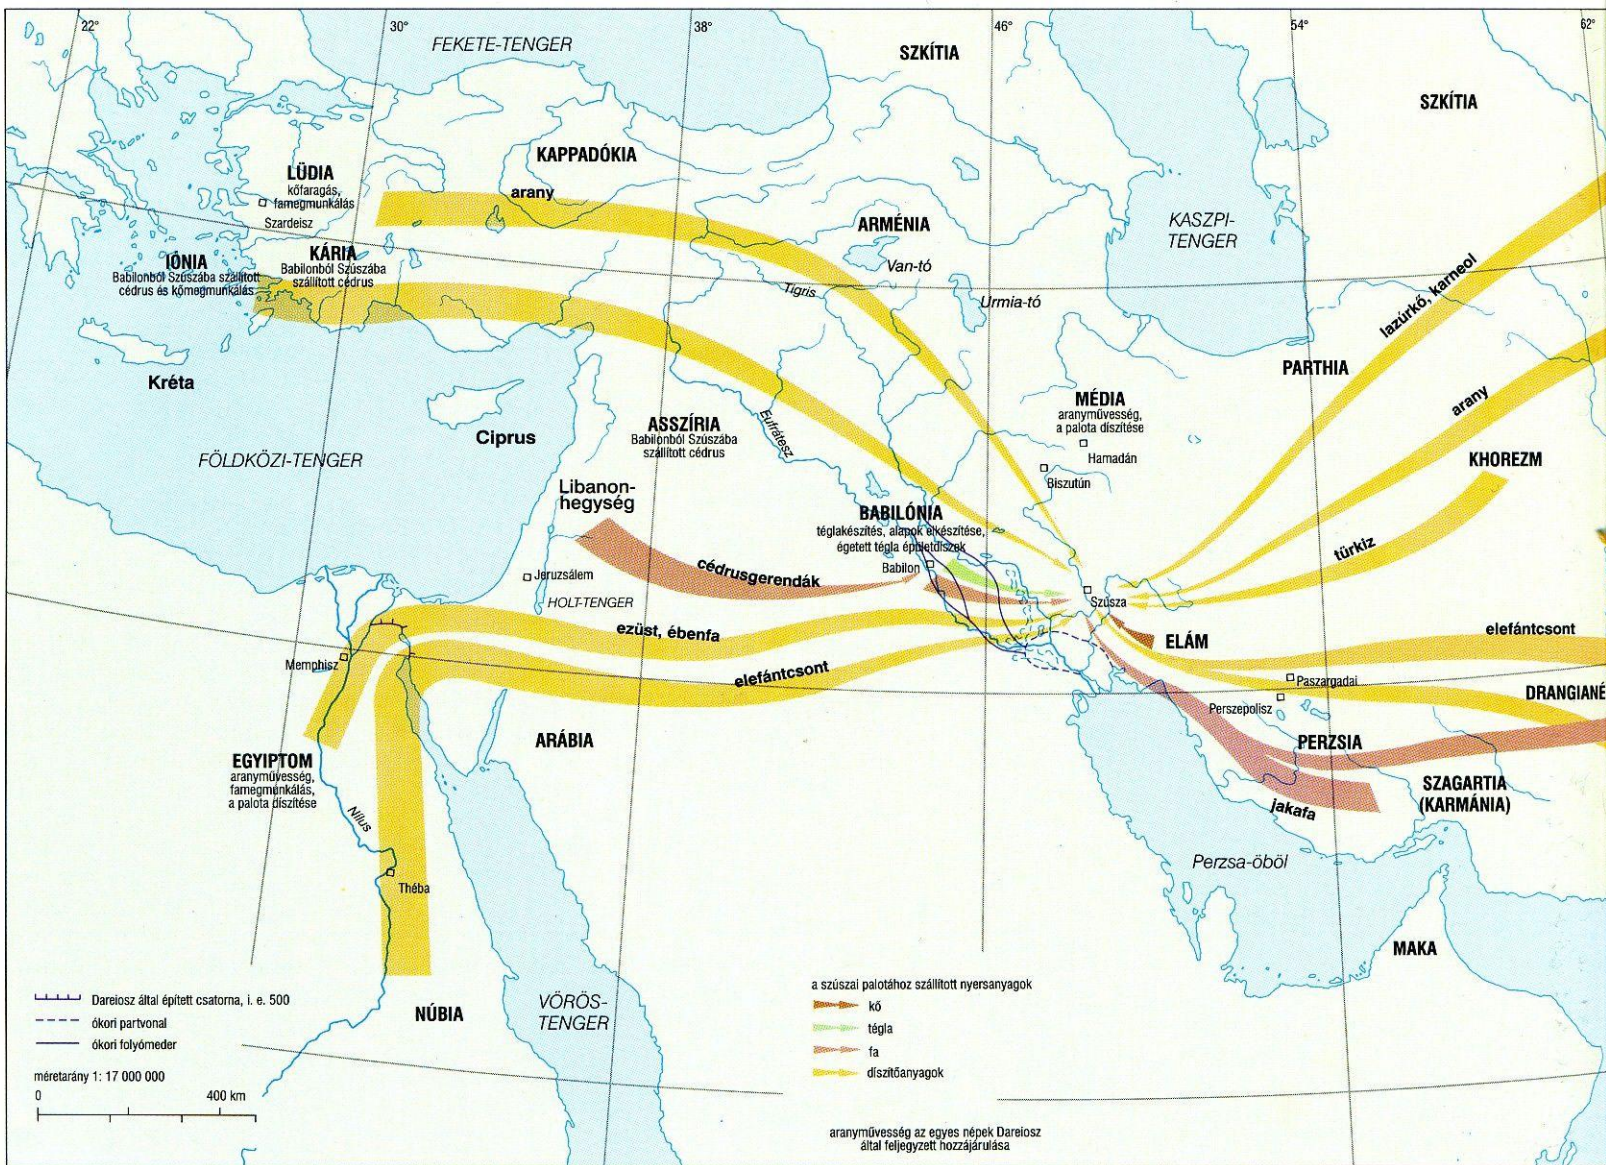 22°
30°
38°
46°
54°
62°
FEKETE-TENGER
SZKÍTIA
SZKÍTIA
KAPPADÓKIA
LÜDIA
kőfaragás,
famegmunkálás
Szardeisz
arany
ARMÉNIA
Van-tó
Urmia-tó
Tigris
KASZPI-
TENGER
IÓNIA
Babilonból Szúszába szállított
cédrus és kőmegmunkálás
KÁRIA
Babilonból Szúszába
szállított cédrus
lazúrkő, karneol
Kréta
PARTHIA
arany
MÉDIA
aranyművesség,
a palota díszítése
Hamadán
Biszutún
ASSZÍRIA
Babilonból Szúszába
szállított cédrus
Eufrátesz
Ciprus
FÖLDKÖZI-TENGER
KHOREZM
Libanon-
hegység
BABILÓNIA
téglakészítés, alapok elkészítése,
égetett tégla épületdíszek
Babilon
türkiz
cédrusgerendák
Jeruzsálem
HOLT-TENGER
Szúsza
ezüst, ébenfa
ELÁM
elefántcsont
Memphisz
elefántcsont
Paszargadai
Perszepolisz
DRANGIANÉ
ARÁBIA
PERZSIA
EGYIPTOM
aranyművesség,
famegmunkálás,
a palota díszítése
SZAGARTIA
(KARMÁNIA)
jakafa
Nílus
Perzsa-öböl
Théba
MAKA
NÚBIA
VÖRÖS-
TENGER
Dareiosz által épített csatorna, i. e. 500
ókori partvonal
ókori folyómeder
méretarány 1: 17 000 000
0 400 km
a szúszai palotához szállított nyersanyagok
kő
tégla
fa
díszítőanyagok
aranyművesség az egyes népek Dareiosz
által feljegyzett hozzájárulása